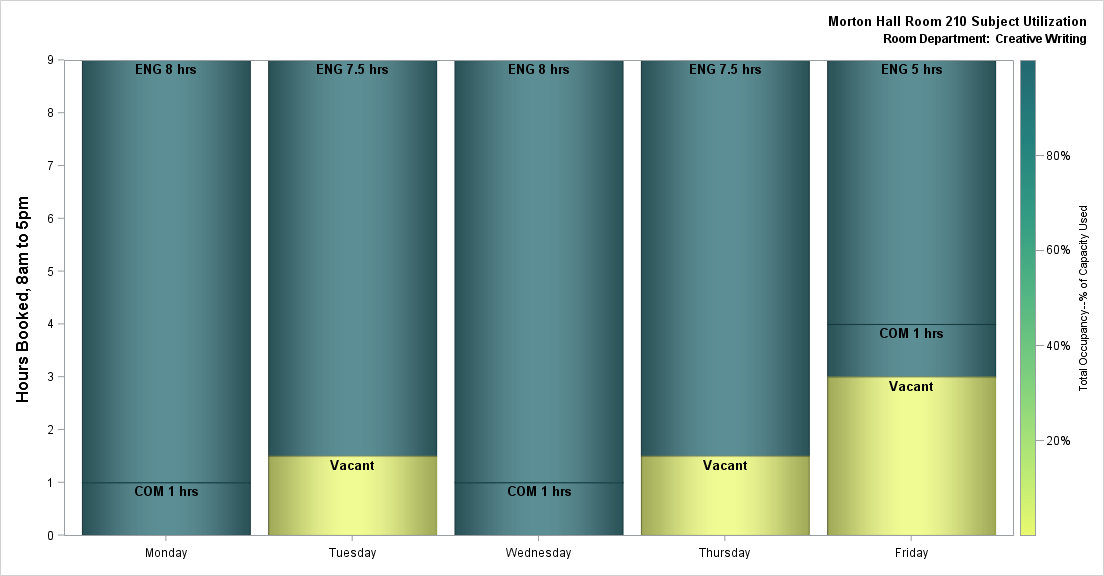 Morton Hall Room 210 Subject Utilization
Room Department: Creative Writing
Hours Booked, 8am to 5pm
9
8
7
6
5
4
3
2
1
0
ENG 8 hrs
COM 1 hrs
ENG 7.5 hrs
Vacant
ENG 8 hrs
COM 1 hrs
ENG 7.5 hrs
Vacant
ENG 5 hrs
COM 1 hrs
Vacant
Monday
Tuesday
Wednesday
Thursday
Friday
80%
60%
40%
20%
Total Occupancy--% of Capacity Used